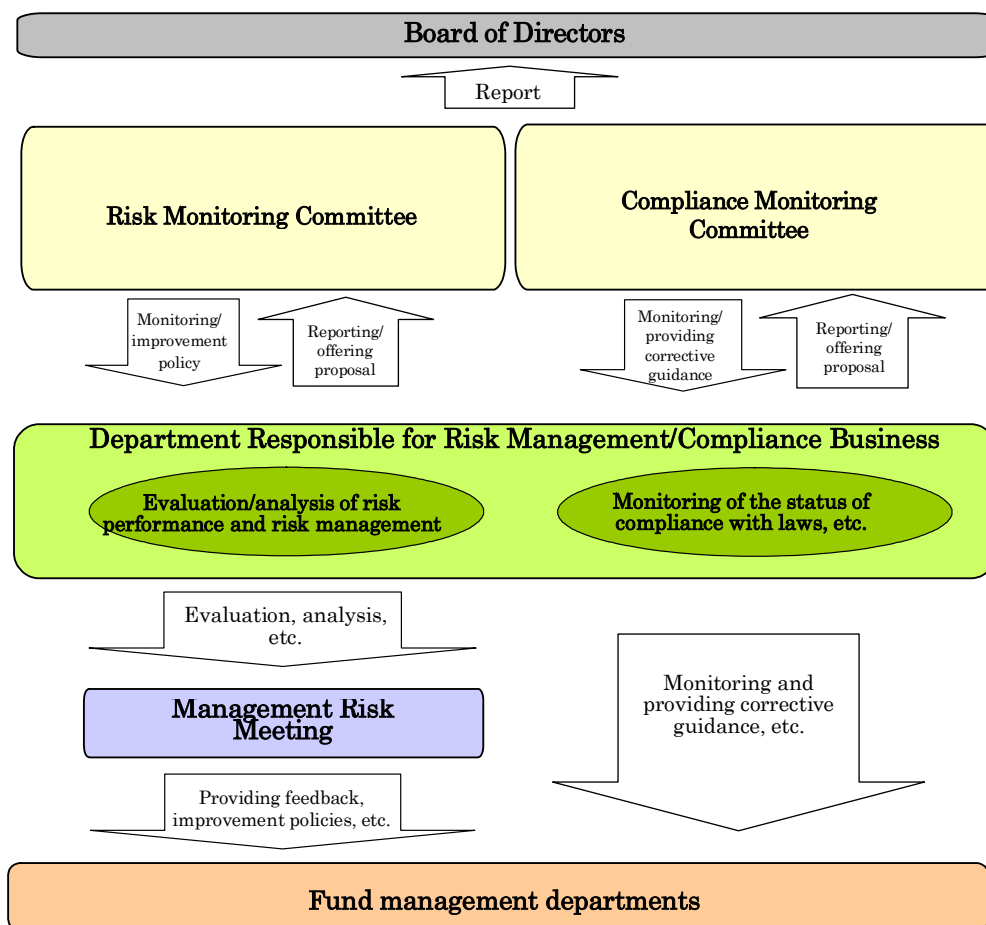 Board of Directors
Report
Risk Monitoring Committee
Compliance Monitoring
Committee
Monitoring/
improvement
policy
Reporting/
offering
proposal
Monitoring/
providing
corrective
guidance
Reporting/
offering
proposal
Department Responsible for Risk Management/Compliance Business
Evaluation/analysis of risk
performance and risk management
Monitoring of the status of
compliance with laws, etc.
Evaluation, analysis,
etc.
Management Risk
Meeting
Monitoring and
providing corrective
guidance, etc.
Providing feedback,
improvement policies, etc.
Fund management departments